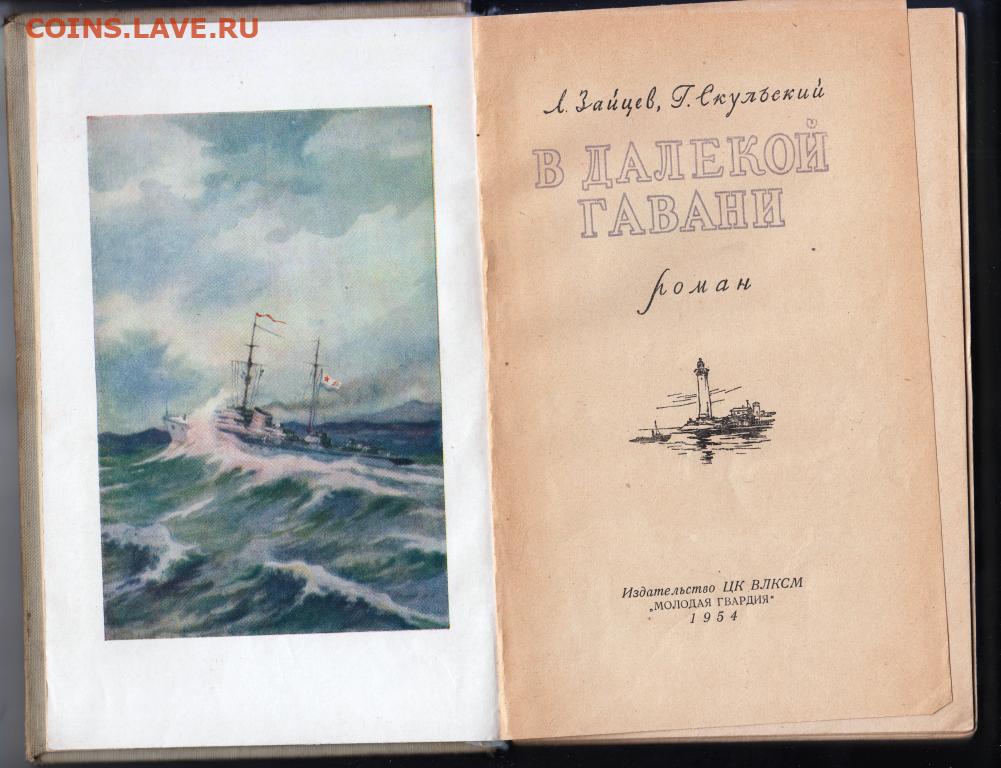 COINS.LAVE.RU
А. Зайцев, Г. Скульский
В ДАЛЕКОЙ
ГАВАНИ
роман
Издательство ЦК ВЛКСМ
„МОЛОДАЯ ГВАРДИЯ"
1954